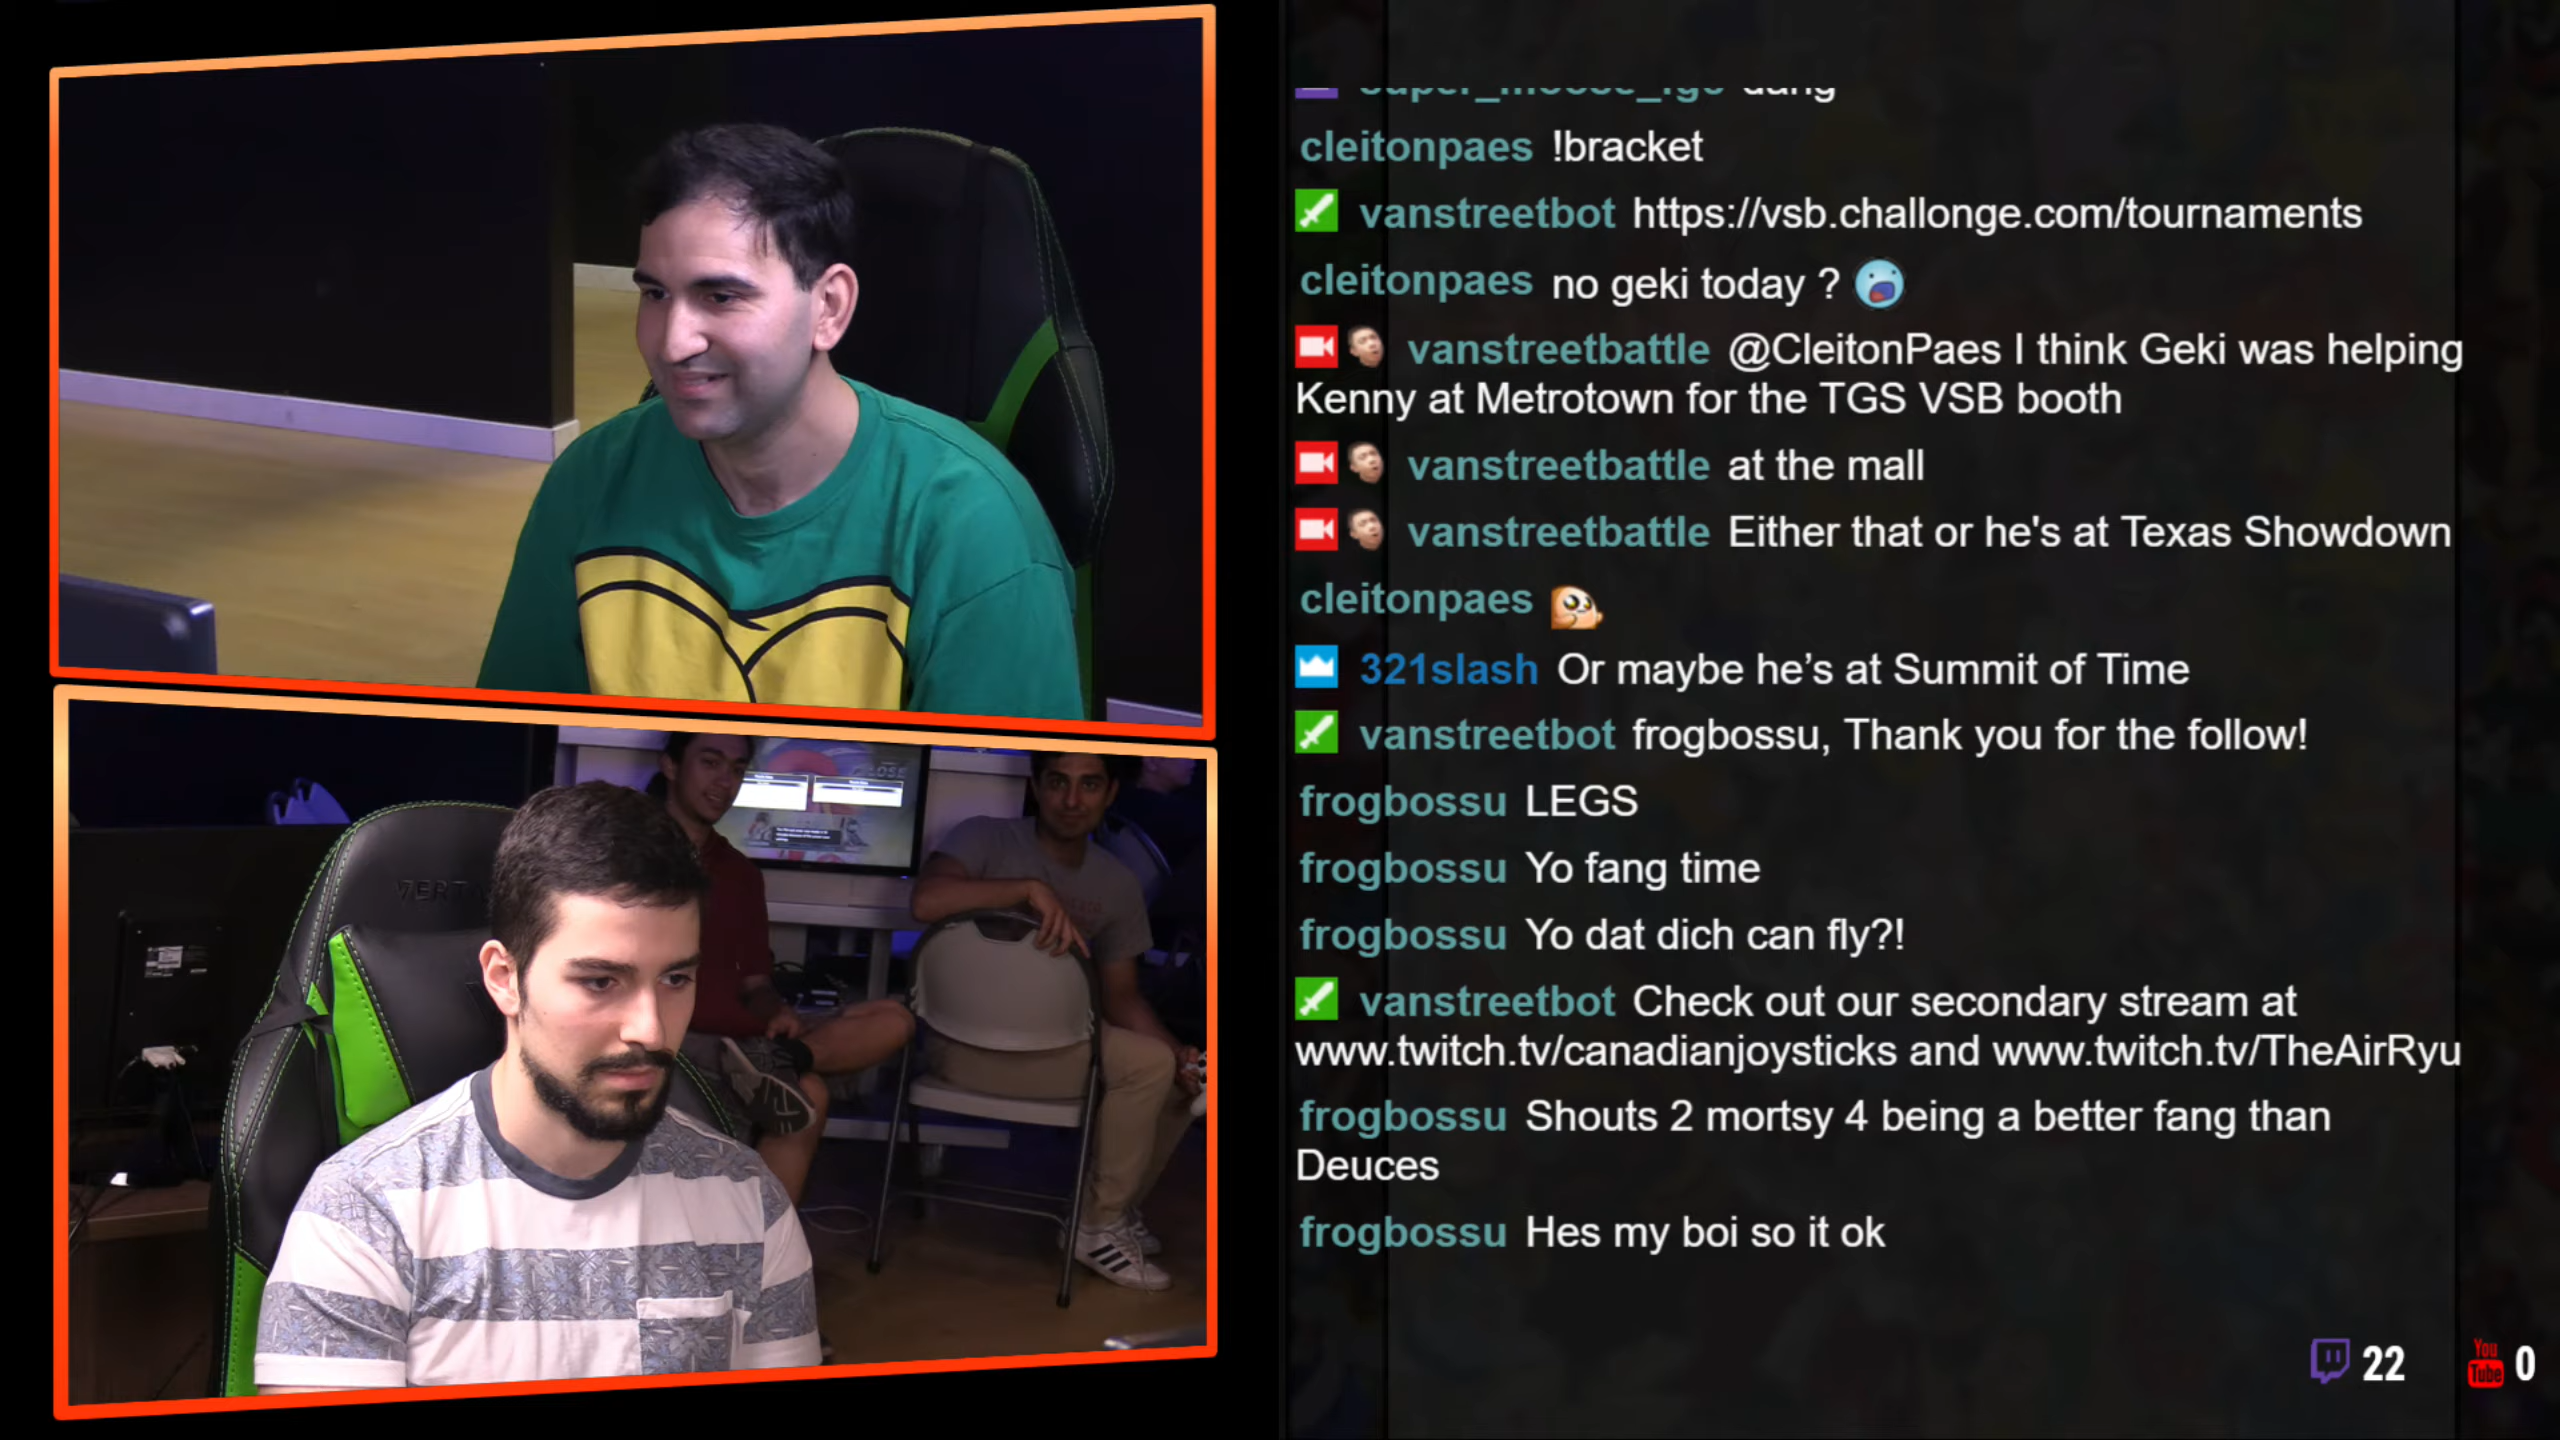 dang
cleitonpaes !bracket
vanstreetbot https://vsb.challonge.com/tournaments
cleitonpaes no geki today ?
vanstreetbattle @CleitonPaes I think Geki was helping
Kenny at Metrotown for the TGS VSB booth
vanstreetbattle at the mall
vanstreetbattle Either that or he's at Texas Showdown
cleitonpaes
321slash Or maybe he’s at Summit of Time
vanstreetbot frogbossu, Thank you for the follow!
frogbossu LEGS
frogbossu Yo fang time
frogbossu Yo dat dich can fly?!
vanstreetbot Check out our secondary stream at
www.twitch.tv/canadianjoysticks and www.twitch.tv/TheAirRyu
frogbossu Shouts 2 mortsy 4 being a better fang than
Deuces
frogbossu Hes my boi so it ok
22
You
Tube 0